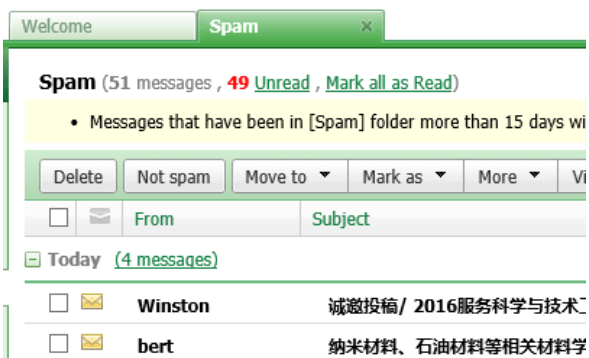 Welcome Spam ×
Spam (51 messages , 49 Unread , Mark all as Read)
• Messages that have been in [Spam] folder more than 15 days wi
Delete Not spam Move to ▼ Mark as ▼ More ▼ Vi
From Subject
Today (4 messages)
Winston 诚邀投稿/ 2016服务科学与技术工
bert 纳米材料、石油材料等相关材料学